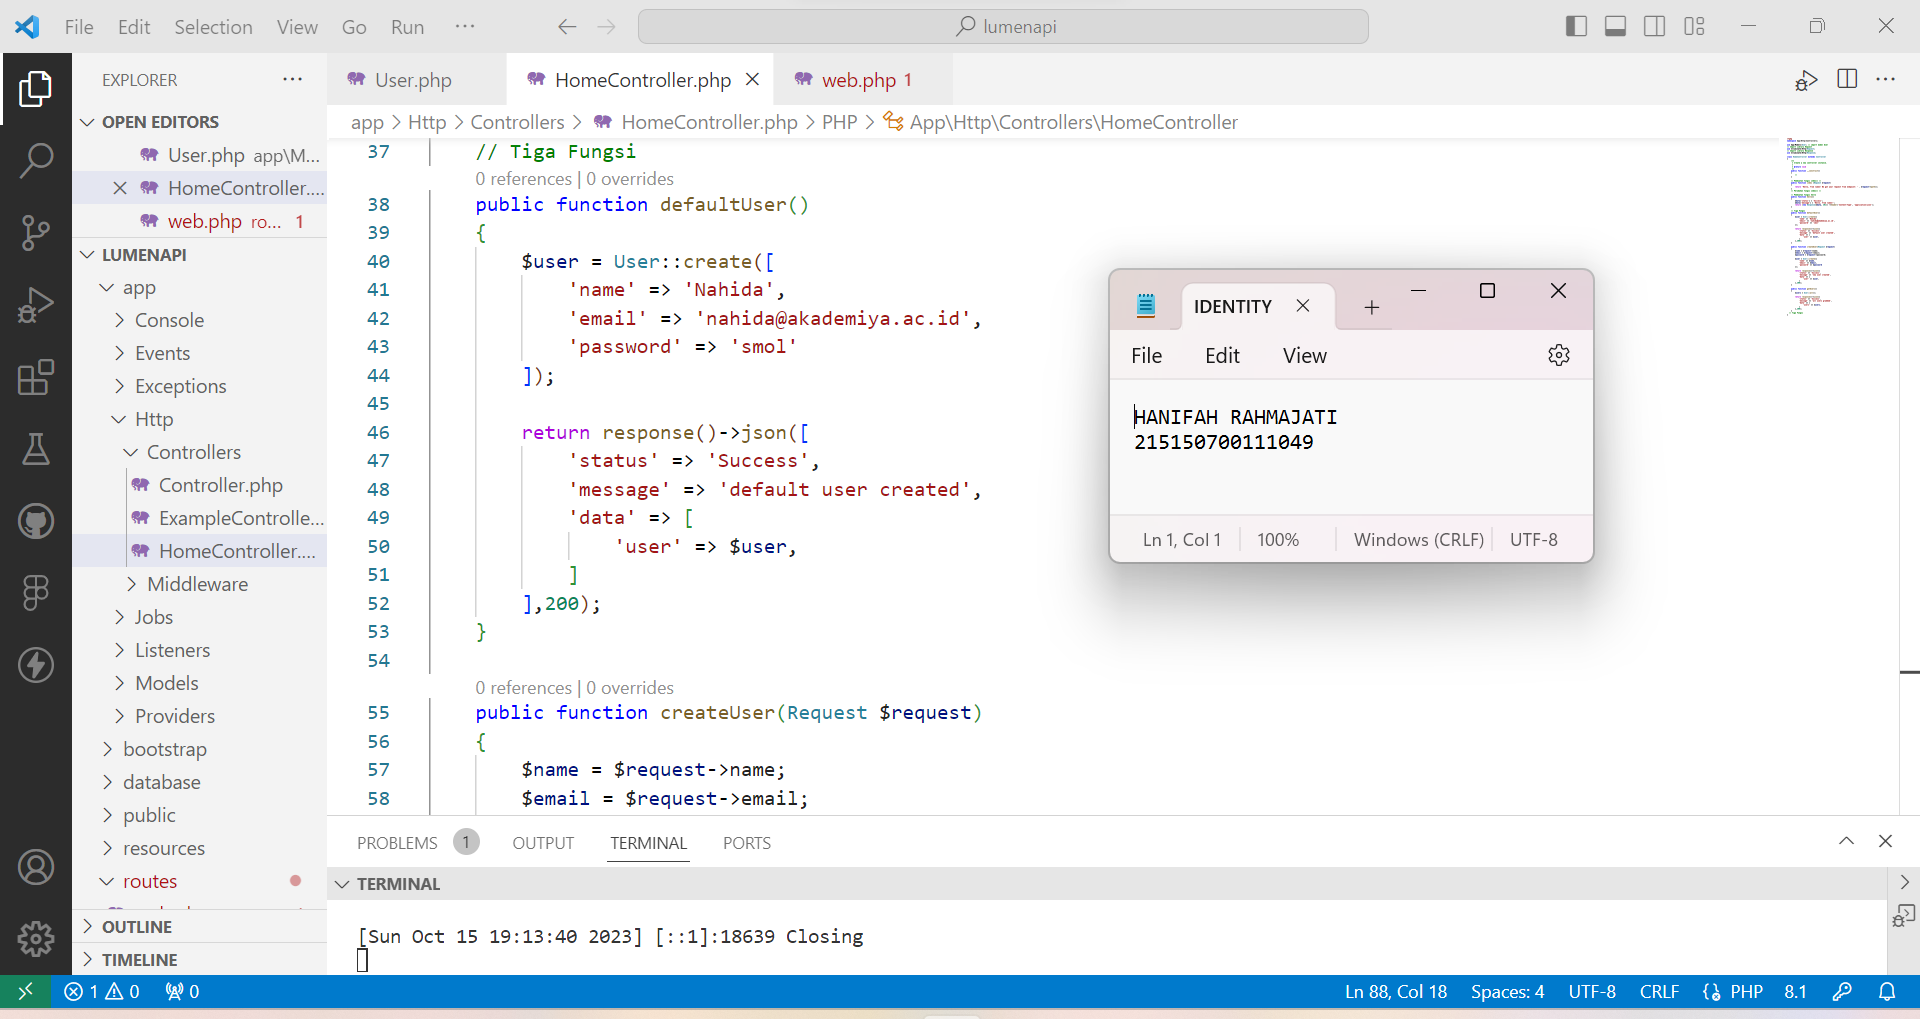 File Edit Selection View Go Run ··· lumenapi
EXPLORER ···
OPEN EDITORS
User.php app\M...
HomeController....
web.php ro... 1
LUMENAPI
app
Console
Events
Exceptions
Http
Controllers
Controller.php
ExampleControlle...
HomeController....
Middleware
Jobs
Listeners
Models
Providers
bootstrap
database
public
resources
routes
OUTLINE
TIMELINE
User.php HomeController.php web.php 1
app > Http > Controllers > HomeController.php > PHP > App\Http\Controllers\HomeController
37 // Tiga Fungsi
0 references | 0 overrides
38 public function defaultUser()
39 {
40 $user = User::create([
41 'name' => 'Nahida',
42 'email' => 'nahida@akademiya.ac.id',
43 'password' => 'smol'
44 ]);
45
46 return response()->json([
47 'status' => 'Success',
48 'message' => 'default user created',
49 'data' => [
50 'user' => $user,
51 ]
52 ],200);
53 }
54
0 references | 0 overrides
55 public function createUser(Request $request)
56 {
57 $name = $request->name;
58 $email = $request->email;
IDENTITY
File Edit View
HANIFAH RAHMAJATI
215150700111049
Ln 1, Col 1 100% Windows (CRLF) UTF-8
PROBLEMS 1 OUTPUT TERMINAL PORTS
TERMINAL
[Sun Oct 15 19:13:40 2023] [::1]:18639 Closing
1 0 0 Ln 88, Col 18 Spaces: 4 UTF-8 CRLF PHP 8.1